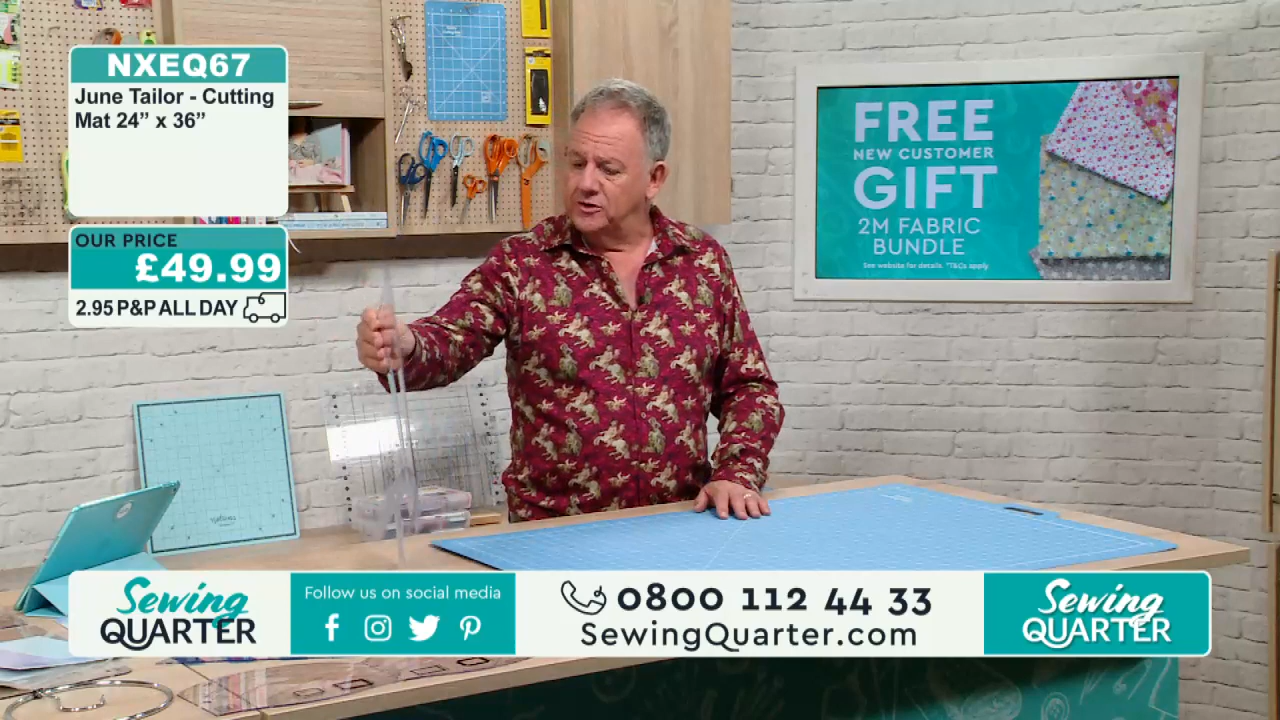 NXEQ67
June Tailor - Cutting
Mat 24” x 36”
OUR PRICE
£49.99
2.95 P&P ALL DAY
FREE
NEW CUSTOMER
GIFT
2M FABRIC
BUNDLE
See website for details. *T&Cs apply
Sewing
QUARTER
Follow us on social media
0800 112 44 33
SewingQuarter.com
Sewing
QUARTER